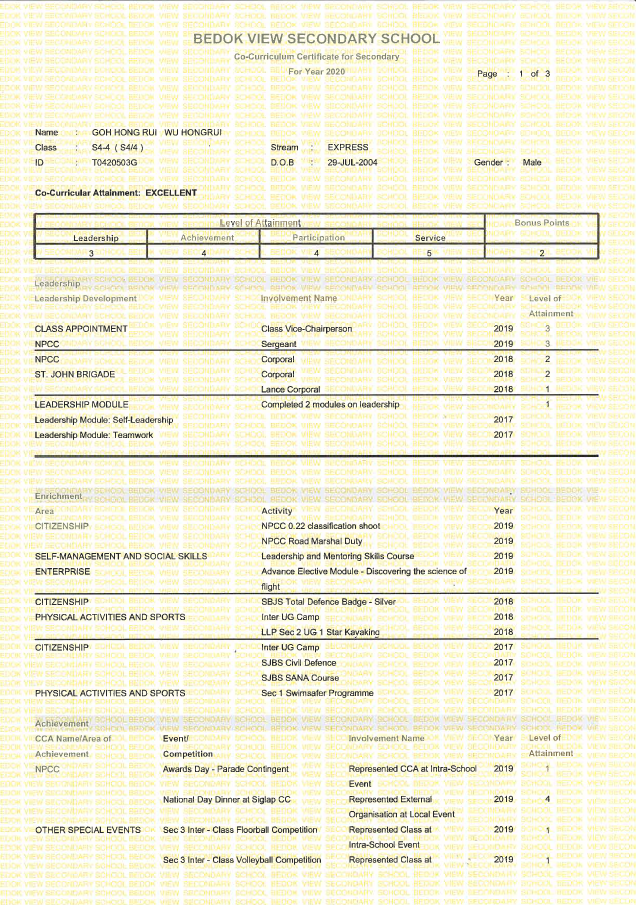 BEDOK VIEW SECONDARY SCHOOL
Co-Curriculum Certificate for Secondary
For Year 2020
Page : 1 of 3
Name : GOH HONG RUI WU HONGRUI
Class : S4-4 ( S4/4 ) Stream : EXPRESS
ID : T0420503G D.O.B : 29-JUL-2004 Gender : Male
Co-Curricular Attainment: EXCELLENT
Level of Attainment Bonus Points
Leadership Achievement Participation Service
3 4 4 5 2
Leadership
Leadership Development Involvement Name Year Level of
Attainment
CLASS APPOINTMENT Class Vice-Chairperson 2019 3
NPCC Sergeant 2019 3
NPCC Corporal 2018 2
ST. JOHN BRIGADE Corporal 2018 2
Lance Corporal 2018 1
LEADERSHIP MODULE Completed 2 modules on leadership 1
Leadership Module: Self-Leadership 2017
Leadership Module: Teamwork 2017
Enrichment
Area Activity Year
CITIZENSHIP NPCC 0.22 classification shoot 2019
NPCC Road Marshal Duty 2019
SELF-MANAGEMENT AND SOCIAL SKILLS Leadership and Mentoring Skills Course 2019
ENTERPRISE Advance Elective Module - Discovering the science of 2019
flight
CITIZENSHIP SBJS Total Defence Badge - Silver 2018
PHYSICAL ACTIVITIES AND SPORTS Inter UG Camp 2018
LLP Sec 2 UG 1 Star Kayaking 2018
CITIZENSHIP Inter UG Camp 2017
SJBS Civil Defence 2017
SJBS SANA Course 2017
PHYSICAL ACTIVITIES AND SPORTS Sec 1 Swimsafer Programme 2017
Achievement
CCA Name/Area of Event/ Involvement Name Year Level of
Achievement Competition Attainment
NPCC Awards Day - Parade Contingent Represented CCA at Intra-School 2019 1
Event
National Day Dinner at Siglap CC Represented External 2019 4
Organisation at Local Event
OTHER SPECIAL EVENTS Sec 3 Inter - Class Floorball Competition Represented Class at 2019 1
Intra-School Event
Sec 3 Inter - Class Volleyball Competition Represented Class at 2019 1